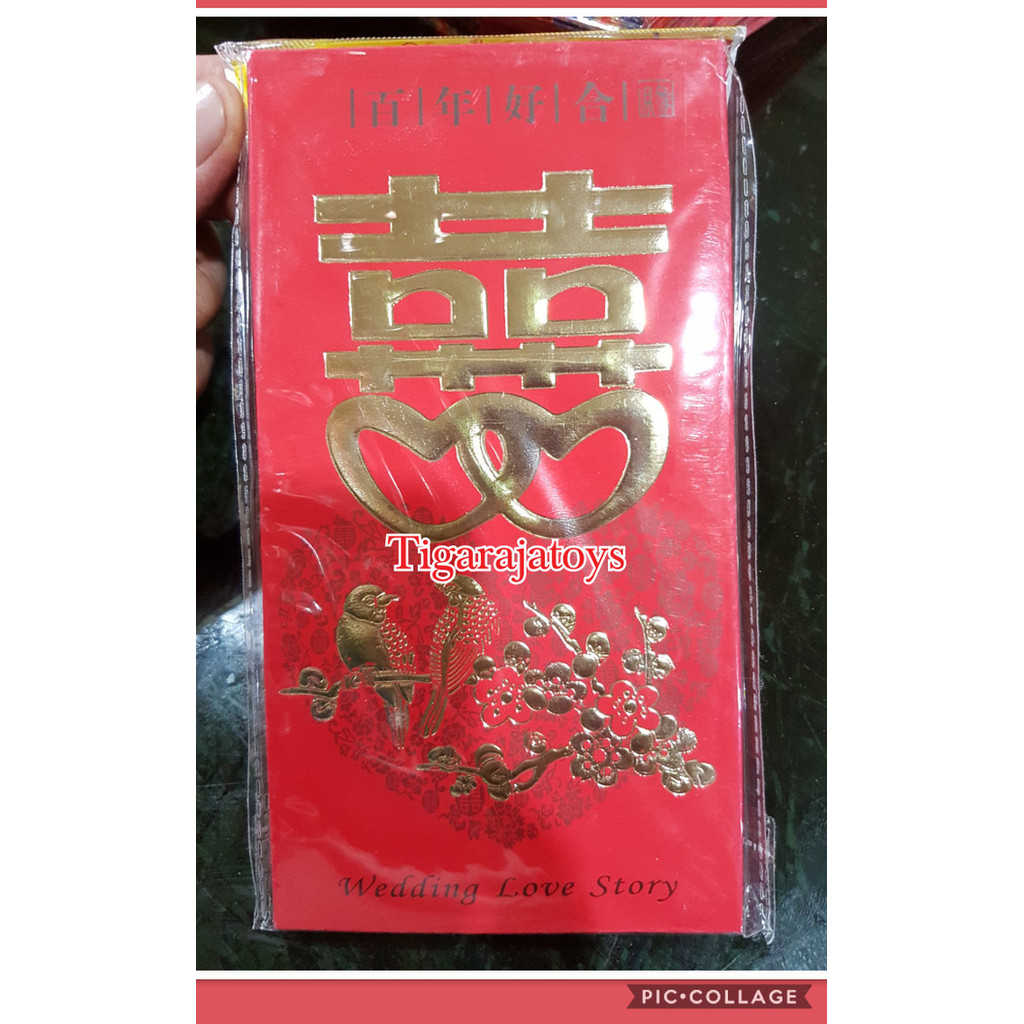 百年好合
囍
Tigarajatoys
Wedding Love Story
PIC•COLLAGE